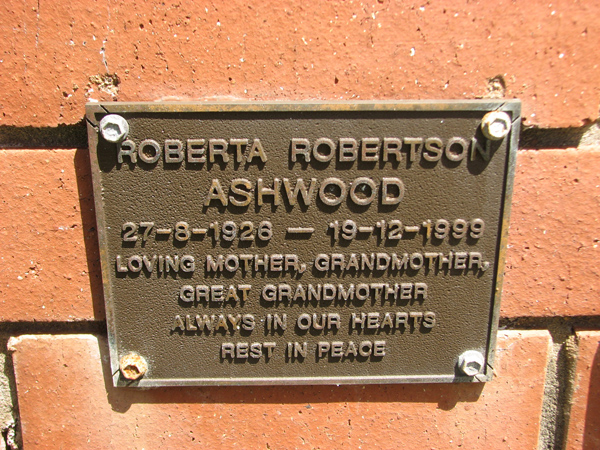 ROBERTA ROBERTSON
ASHWOOD
27-8-1926 — 19-12-1999
LOVING MOTHER, GRANDMOTHER,
GREAT GRANDMOTHER
ALWAYS IN OUR HEARTS
REST IN PEACE